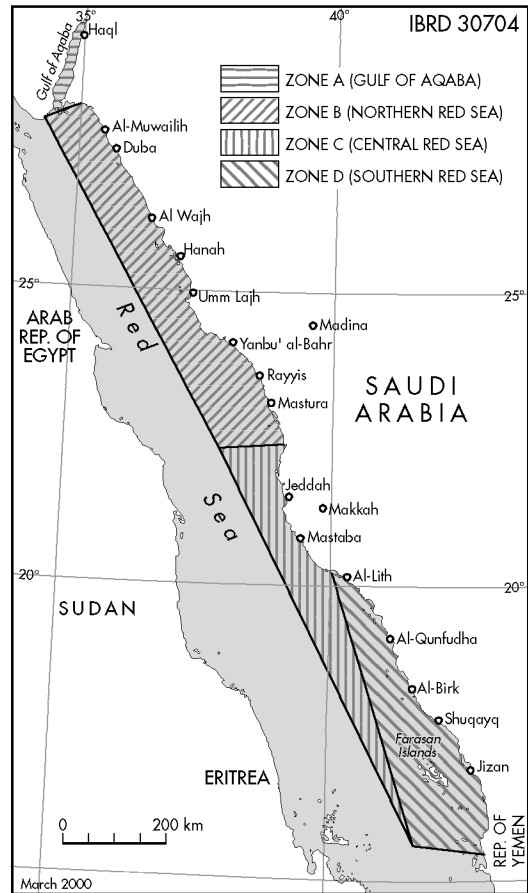 35°
40°
IBRD 30704
Haql
Gulf of Aqaba
ZONE A (GULF OF AQABA)
ZONE B (NORTHERN RED SEA)
ZONE C (CENTRAL RED SEA)
ZONE D (SOUTHERN RED SEA)
Al-Muwailih
Duba
Al Wajh
Hanah
25°
25°
Umm Lajh
ARAB
REP. OF
EGYPT
Red
Sea
Madina
Yanbu' al-Bahr
Rayyis
Mastura
SAUDI
ARABIA
Jeddah
Makkah
Mastaba
20°
Al-Lith
20°
SUDAN
Al-Qunfudha
Al-Birk
Shuqayq
Farasan
Islands
Jizan
ERITREA
0
200 km
REP. OF
YEMEN
March 2000